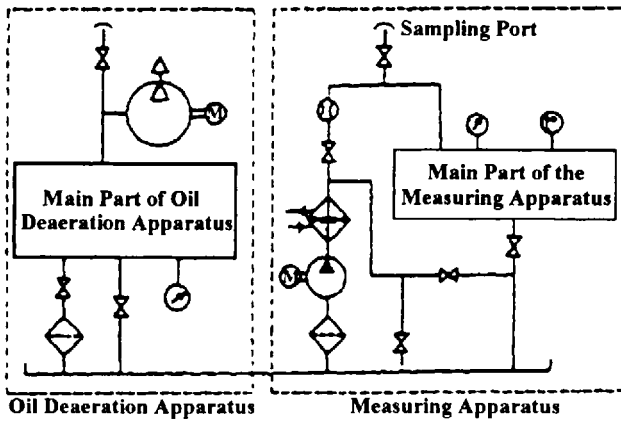 Sampling Port
M
Main Part of Oil
Deaeration Apparatus
Main Part of the
Measuring Apparatus
M
Oil Deaeration Apparatus
Measuring Apparatus